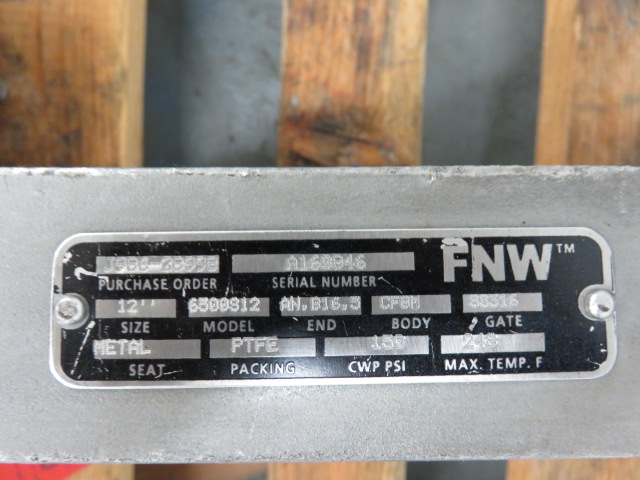 A160946 FNW™
PURCHASE ORDER SERIAL NUMBER
12" 6500S12 AN.B16.5 CF8M SS316
SIZE MODEL END BODY GATE
METAL PTFE 150
SEAT PACKING CWP PSI MAX. TEMP. F